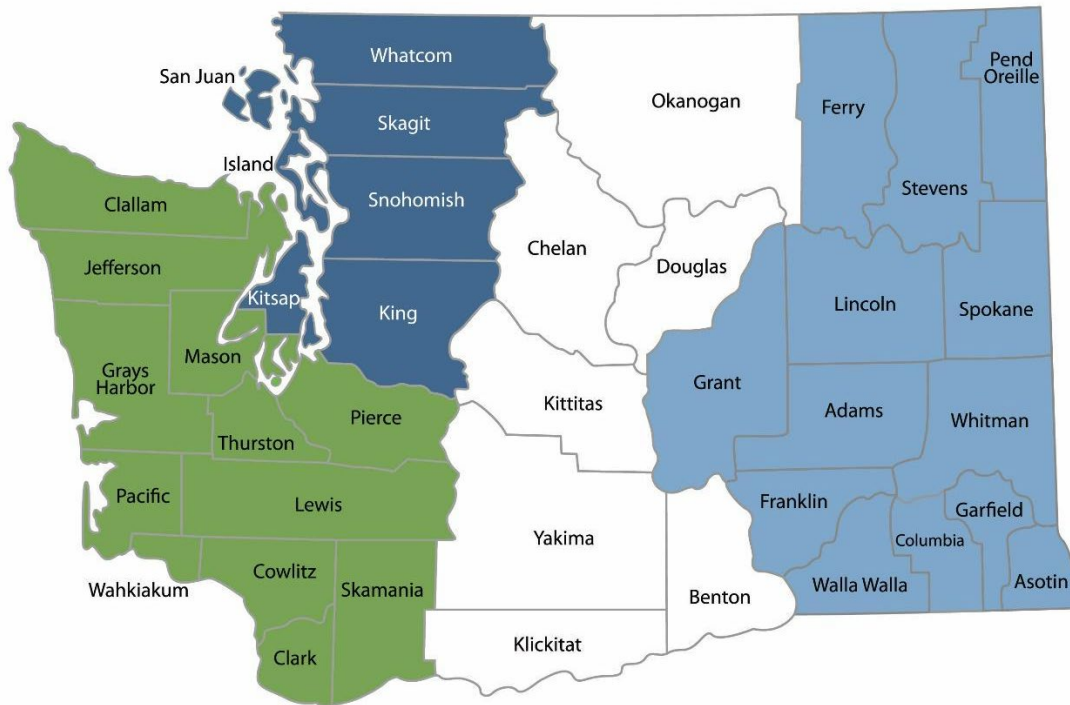 Whatcom
San Juan
Skagit
Island
Snohomish
Okanogan
Ferry
Pend
Oreille
Stevens
Clallam
Jefferson
Kitsap
King
Chelan
Douglas
Lincoln
Spokane
Mason
Grays
Harbor
Thurston
Pierce
Kittitas
Grant
Adams
Whitman
Pacific
Lewis
Yakima
Franklin
Garfield
Columbia
Wahkiakum
Cowlitz
Skamania
Benton
Walla Walla
Asotin
Clark
Klickitat